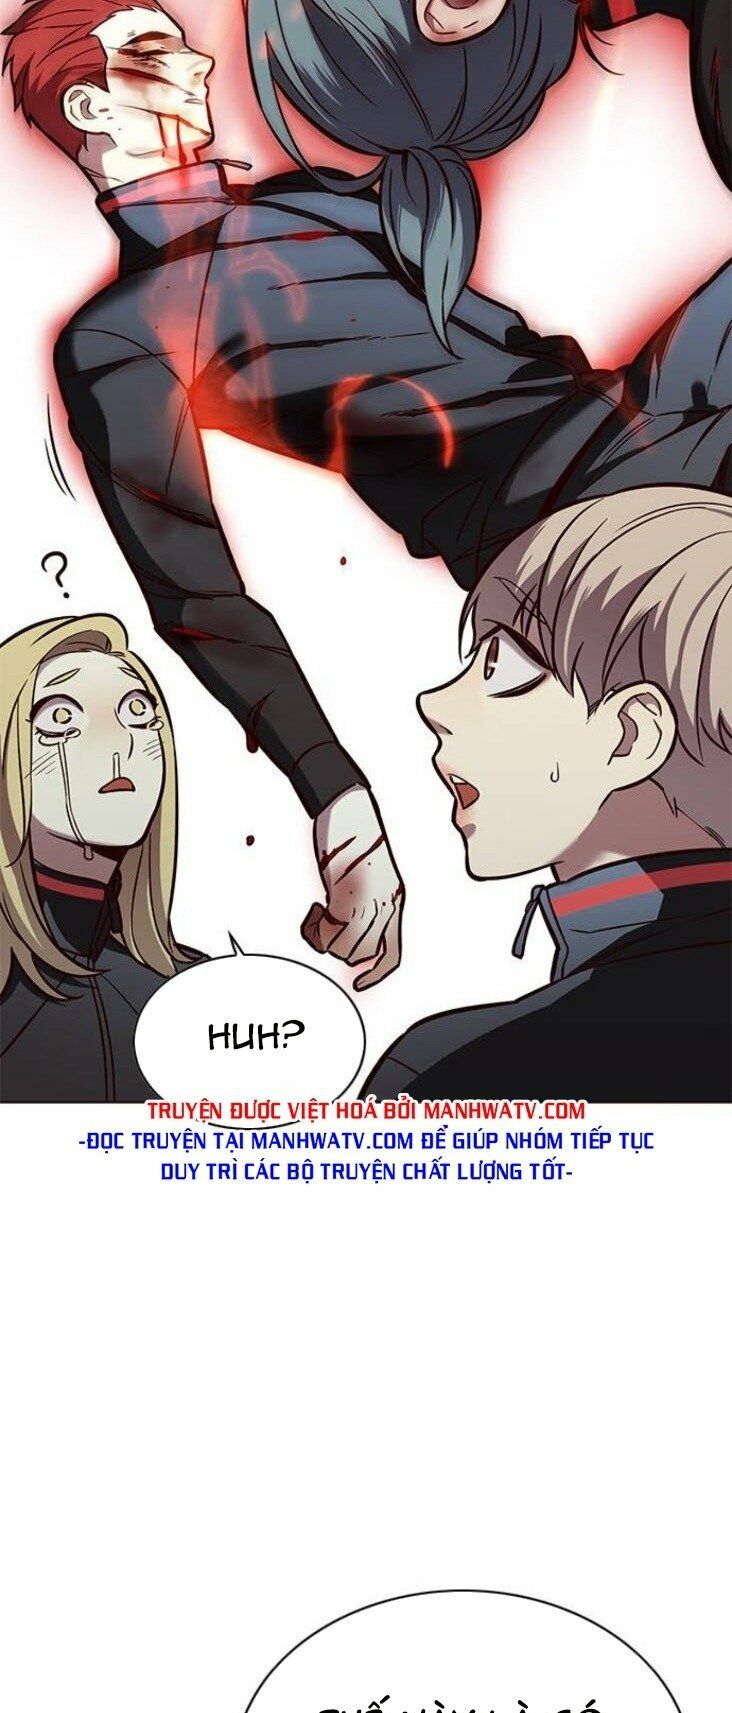 ?
HUH?
TRUYỆN ĐƯỢC VIỆT HOÁ BỞI MANHWATV.COM
-ĐỌC TRUYỆN TẠI MANHWATV.COM ĐỂ GIÚP NHÓM TIẾP TỤC
DUY TRÌ CÁC BỘ TRUYỆN CHẤT LƯỢNG TỐT-